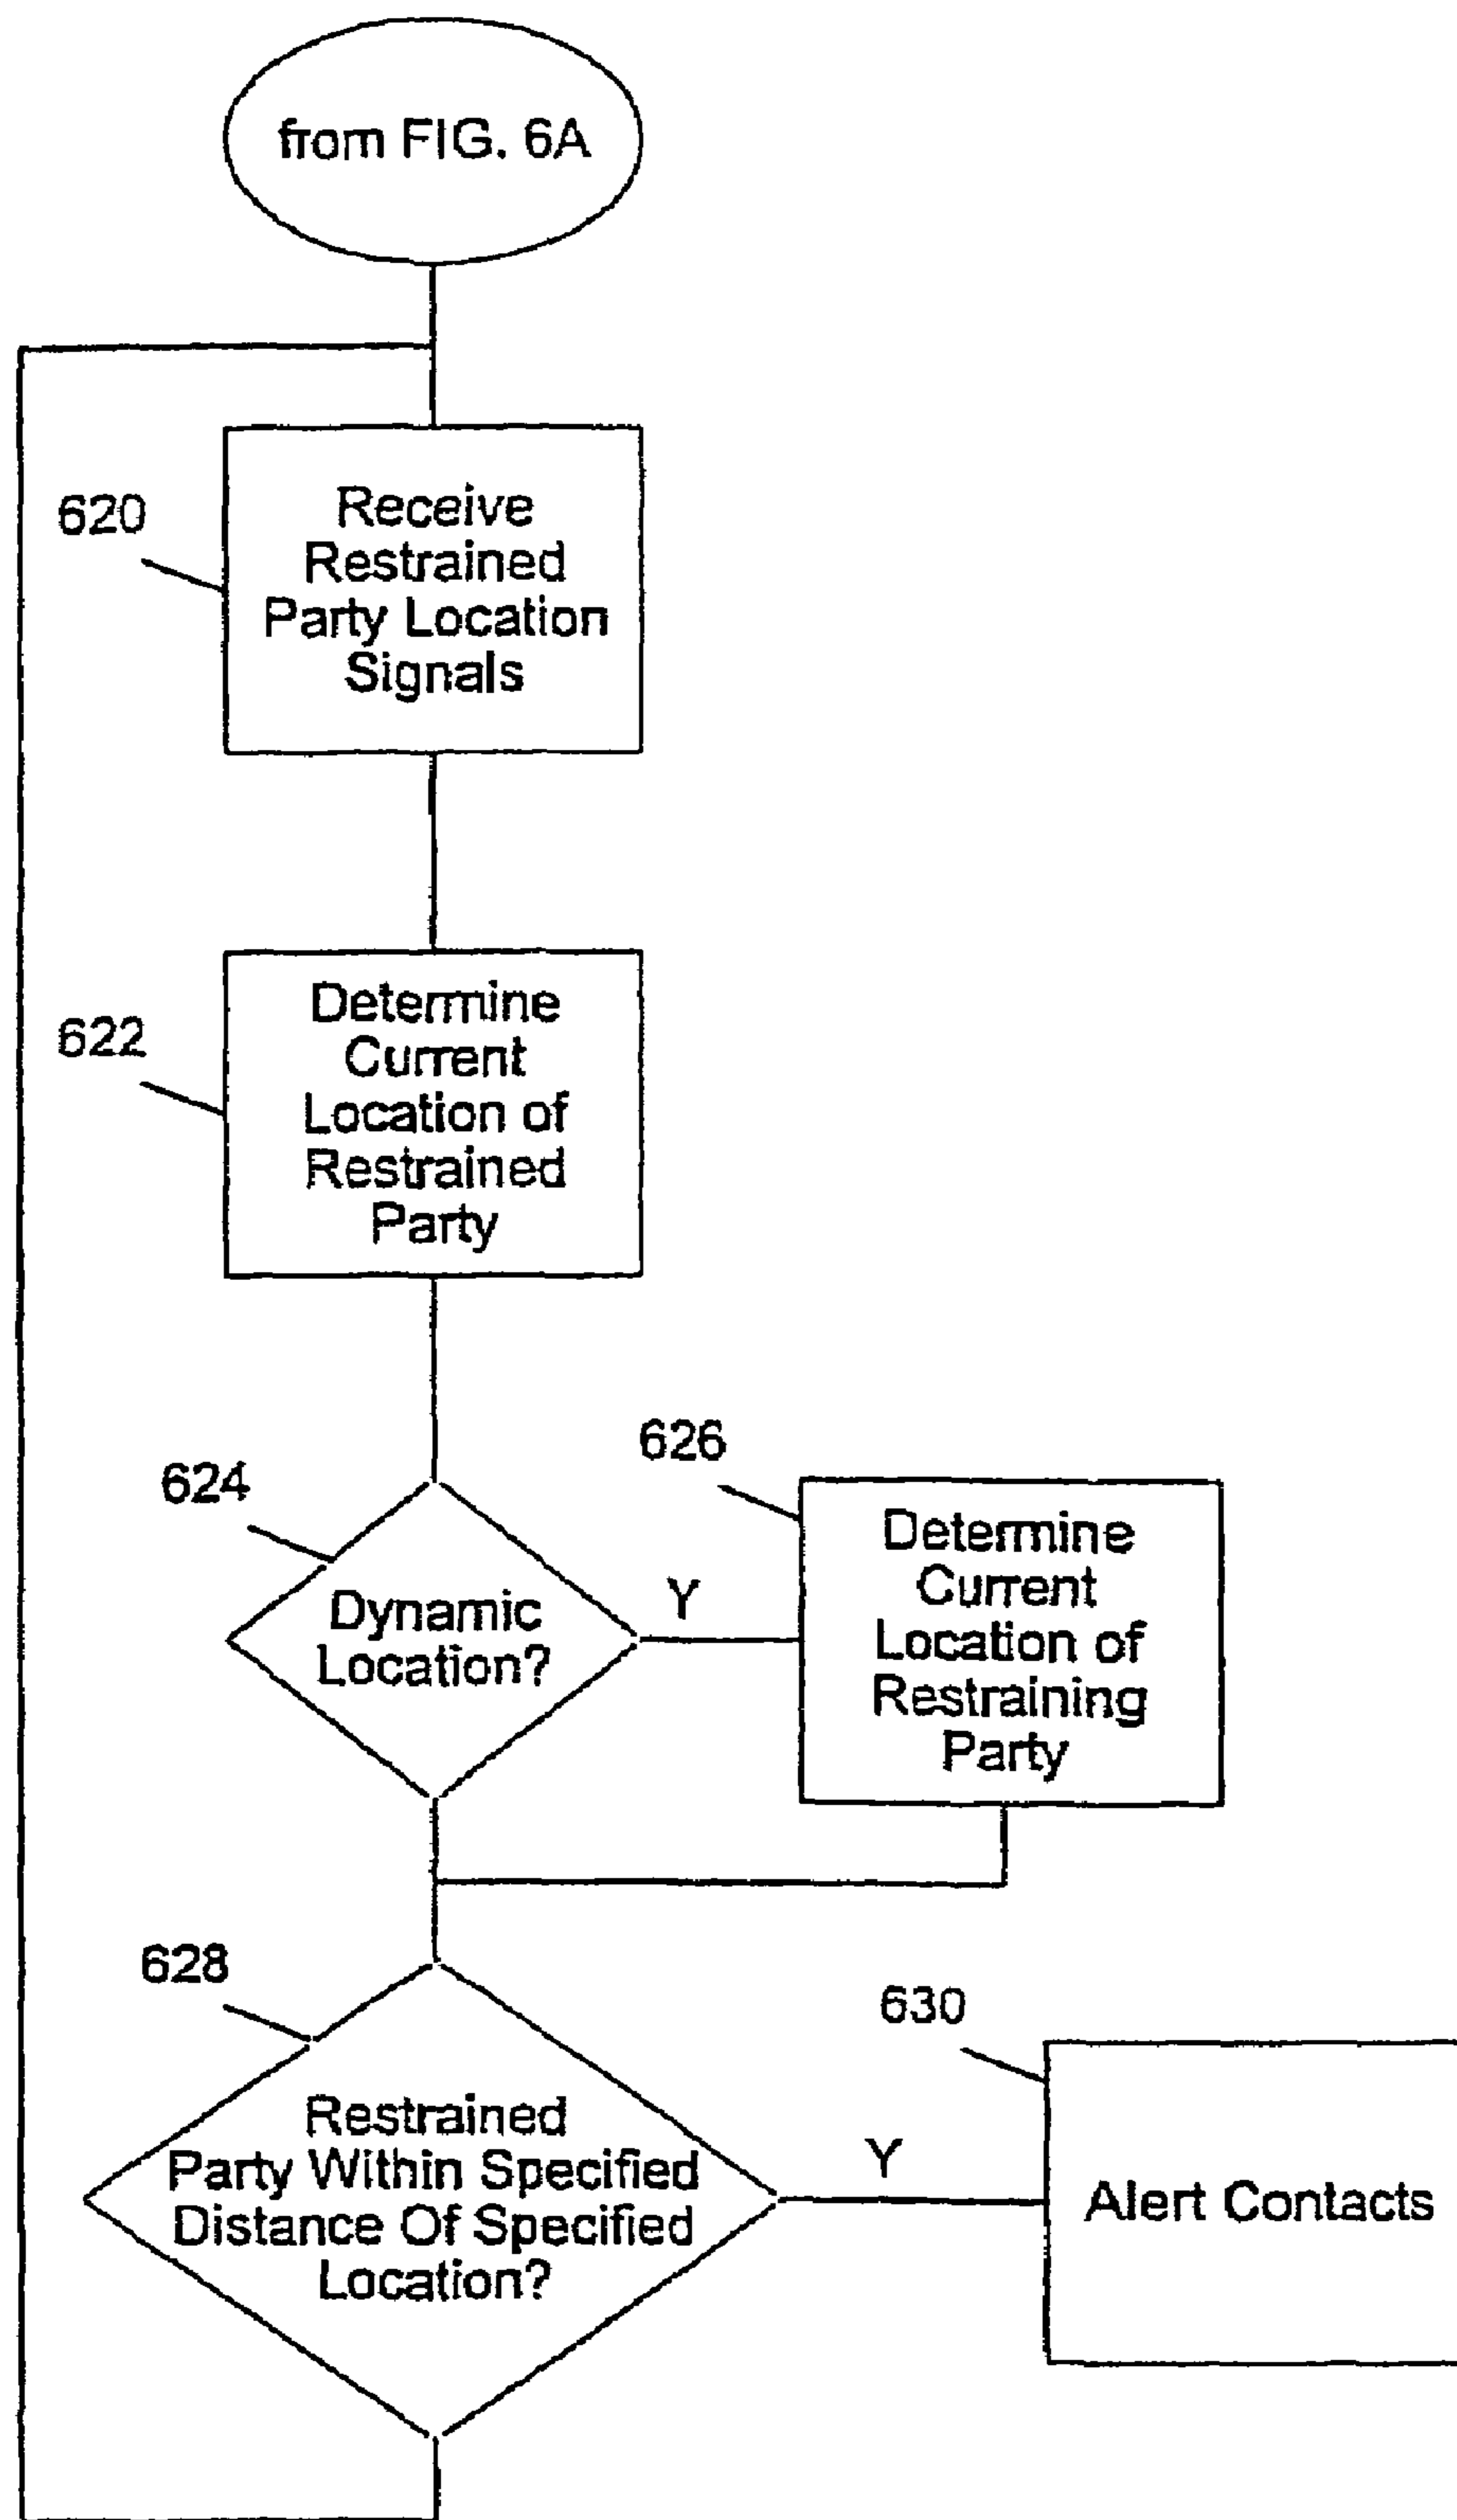 from FIG. 6A
620
Receive
Restrained
Party Location
Signals
622
Determine
Current
Location of
Restrained
Party
624
Dynamic
Location?
Y
626
Determine
Current
Location of
Restraining
Party
628
Restrained
Party Within Specified
Distance Of Specified
Location?
Y
630
Alert Contacts